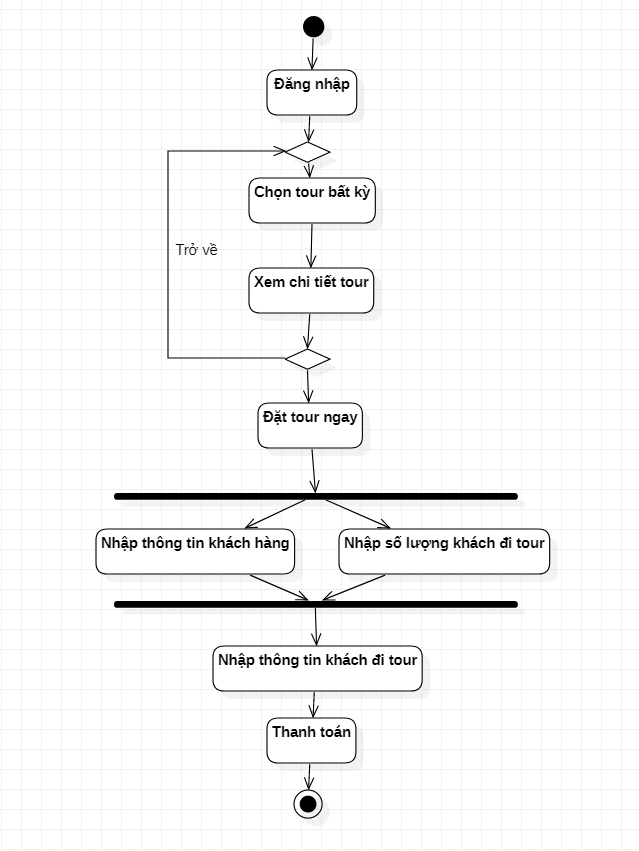 Đăng nhập
Chọn tour bất kỳ
Trở về
Xem chi tiết tour
Đặt tour ngay
Nhập thông tin khách hàng
Nhập số lượng khách đi tour
Nhập thông tin khách đi tour
Thanh toán